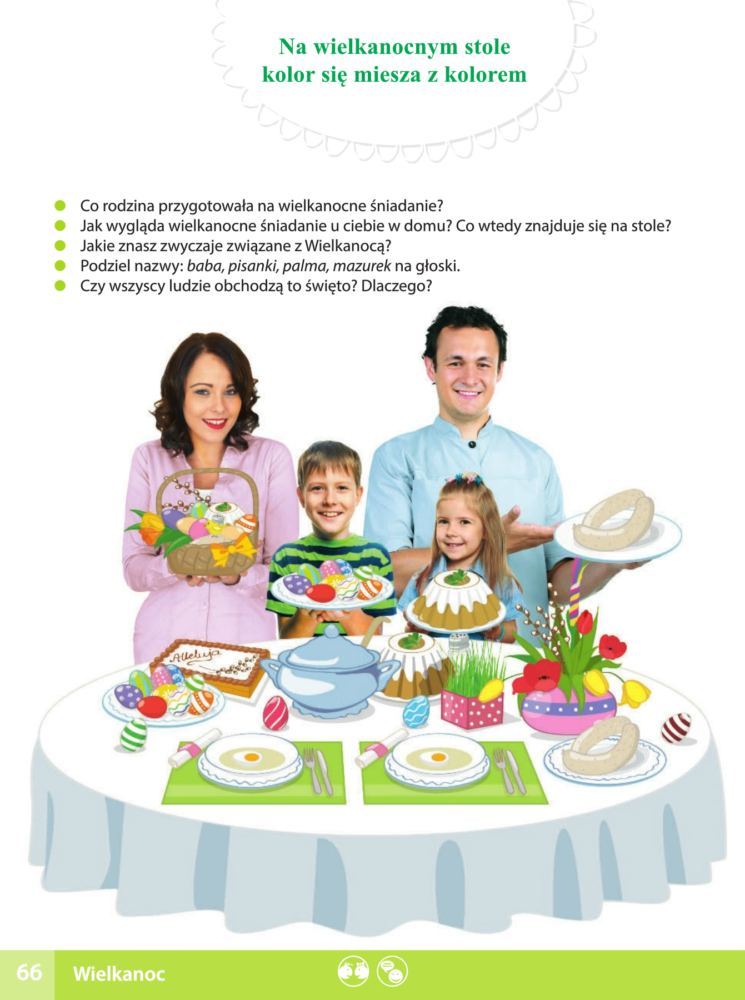 Na wielkanocnym stole
kolor się miesza z kolorem
Co rodzina przygotowała na wielkanocne śniadanie?
Jak wygląda wielkanocne śniadanie u ciebie w domu? Co wtedy znajduje się na stole?
Jakie znasz zwyczaje związane z Wielkanocą?
Podziel nazwy: baba, pisanki, palma, mazurek na głoski.
Czy wszyscy ludzie obchodzą to święto? Dlaczego?
Alleluja
66 Wielkanoc